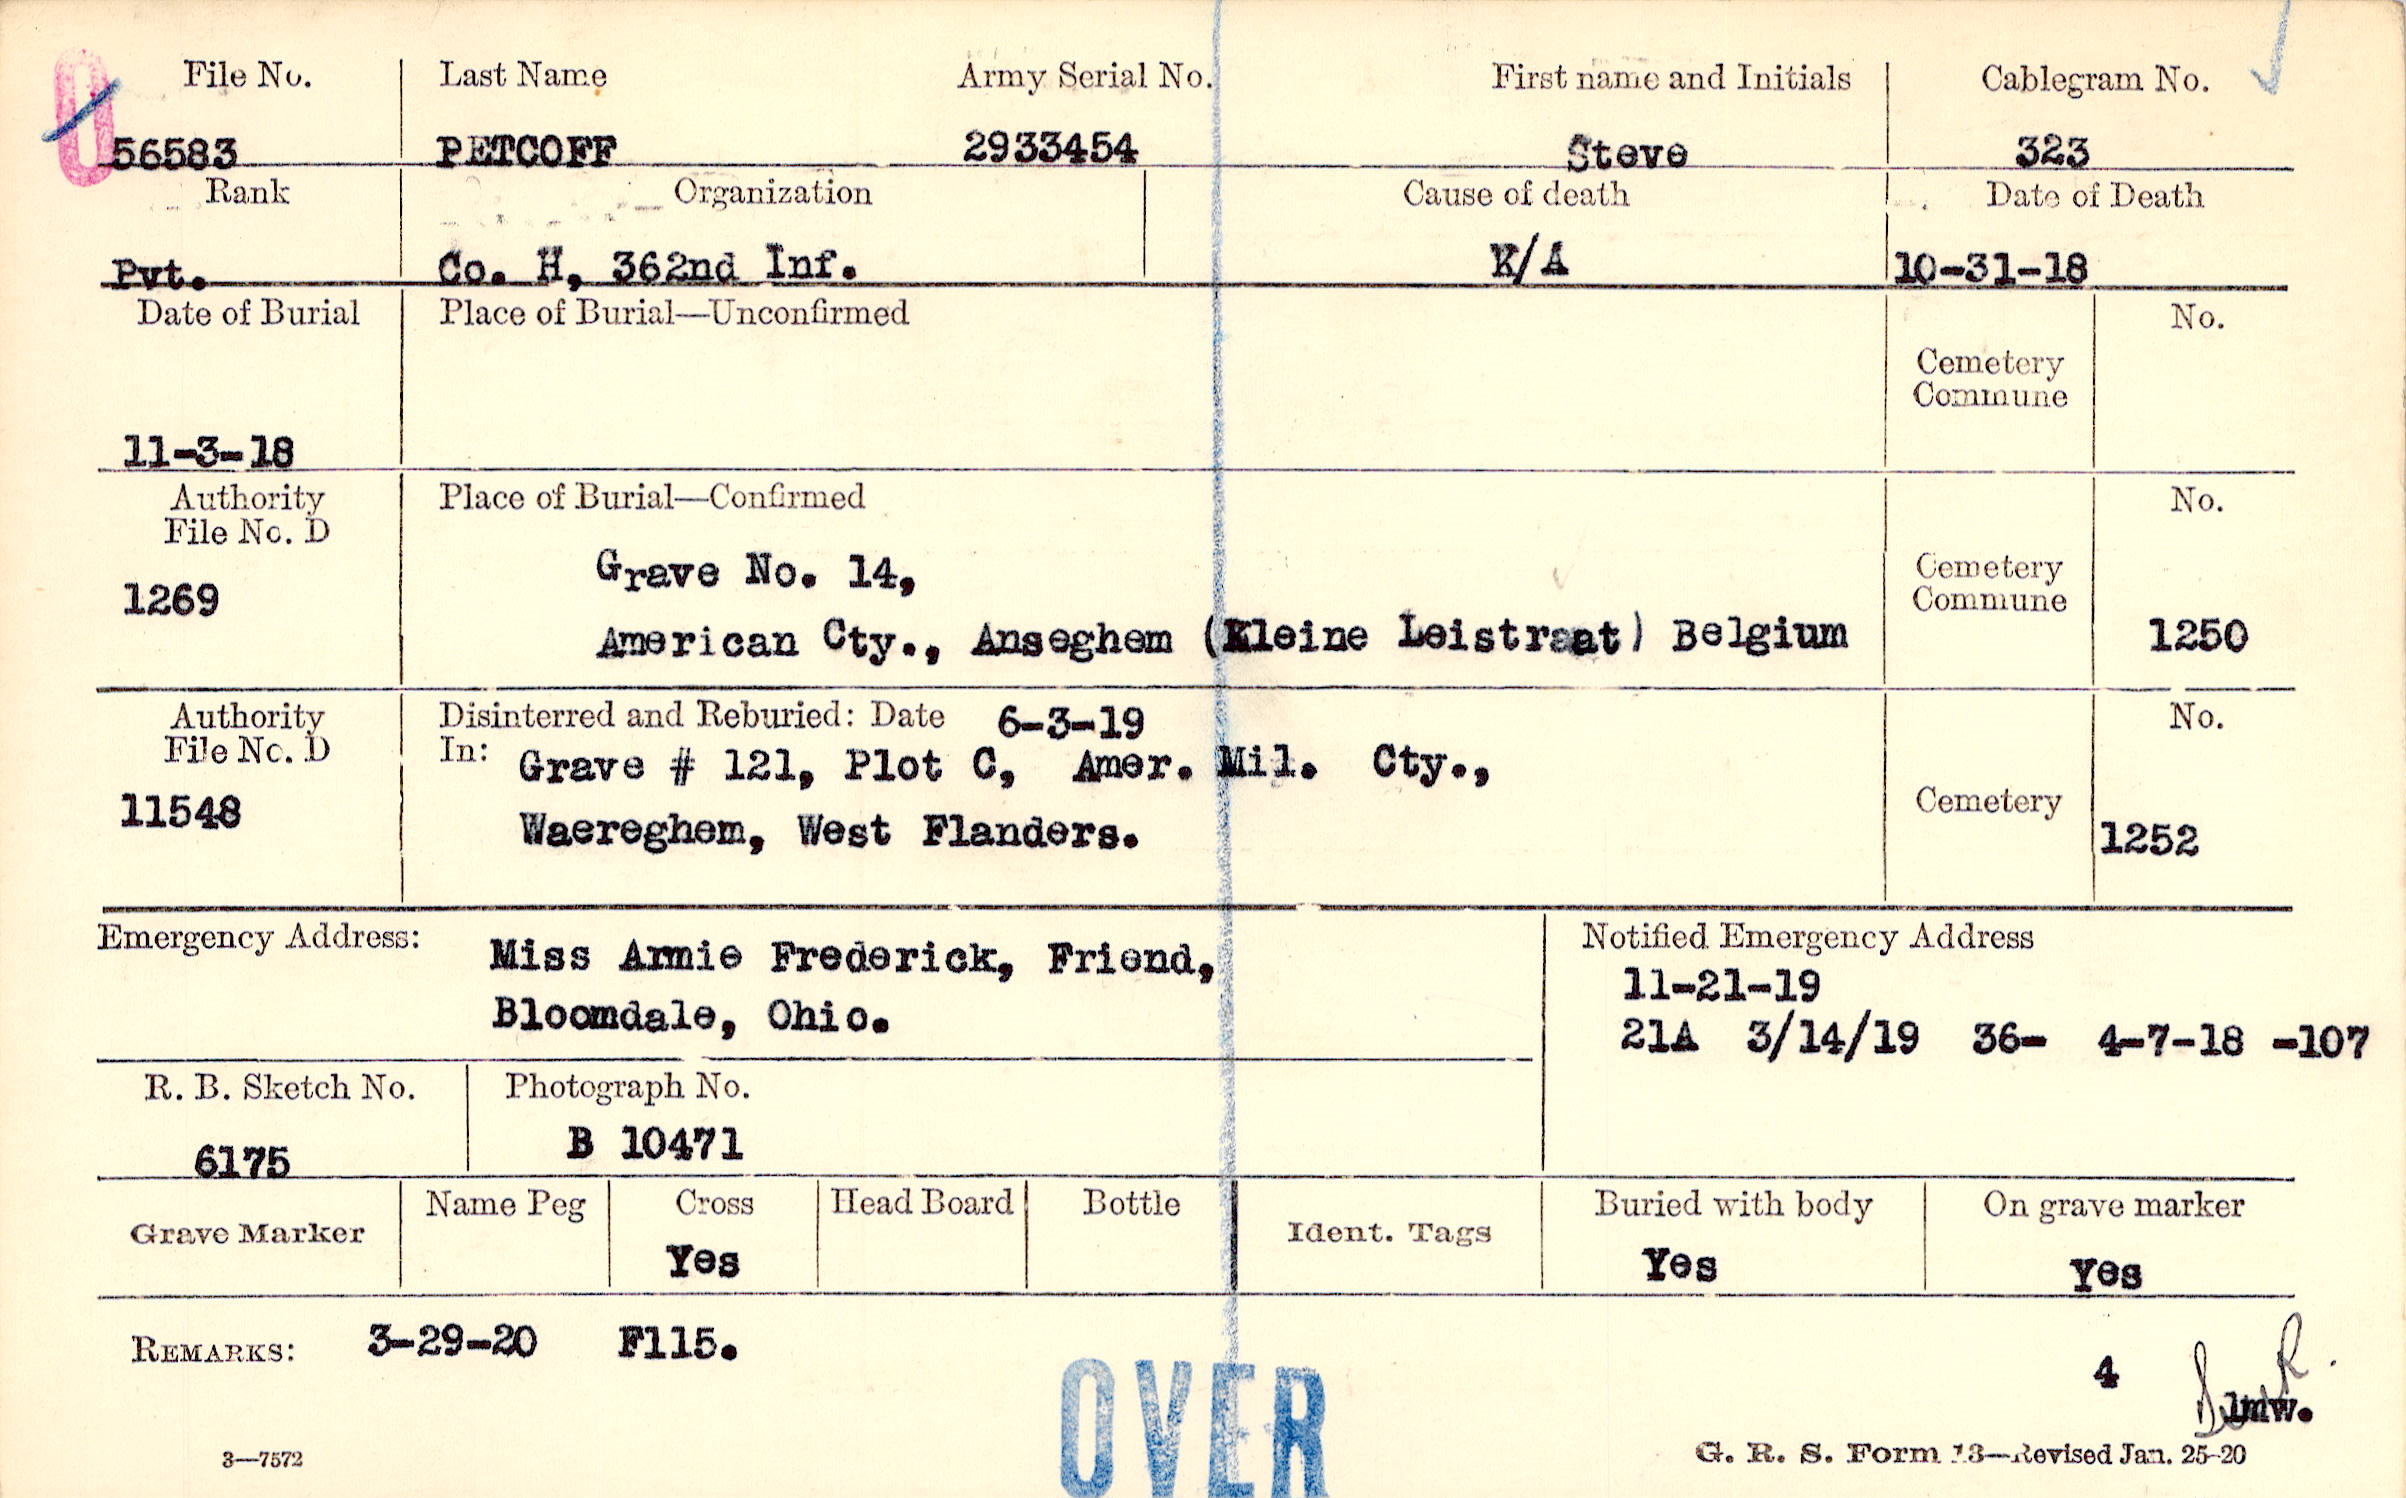 O
File No. Last Name Army Serial No. First name and Initials Cablegram No.
56583 PETCOFF 2933454 Steve 323
Rank Organization Cause of death Date of Death
Pvt. Co. H, 362nd Inf. K/A 10-31-18
Date of Burial Place of Burial—Unconfirmed No.
Cemetery
Commune
11-3-18
Authority Place of Burial—Confirmed No.
File No. D
Grave No. 14,
Cemetery
Commune
1269
American Cty., Anseghem (Kleine Leistraat) Belgium 1250
Authority Disinterred and Reburied: Date 6-3-19 No.
File No. D In: Grave # 121, Plot C, Amer. Mil. Cty.,
11548 Cemetery
Waereghem, West Flanders. 1252
Emergency Address: Miss Annie Frederick, Friend, Notified Emergency Address
11-21-19
Bloomdale, Ohio. 21A 3/14/19 36- 4-7-18 -107
R. B. Sketch No. Photograph No.
6175 B 10471
Grave Marker Name Peg Cross Head Board Bottle Ident. Tags Buried with body On grave marker
Yes Yes Yes
REMARKS: 3-29-20 F115.
4
lmw.
OVER
3—7572 G. R. S. Form 13—Revised Jan. 25-20